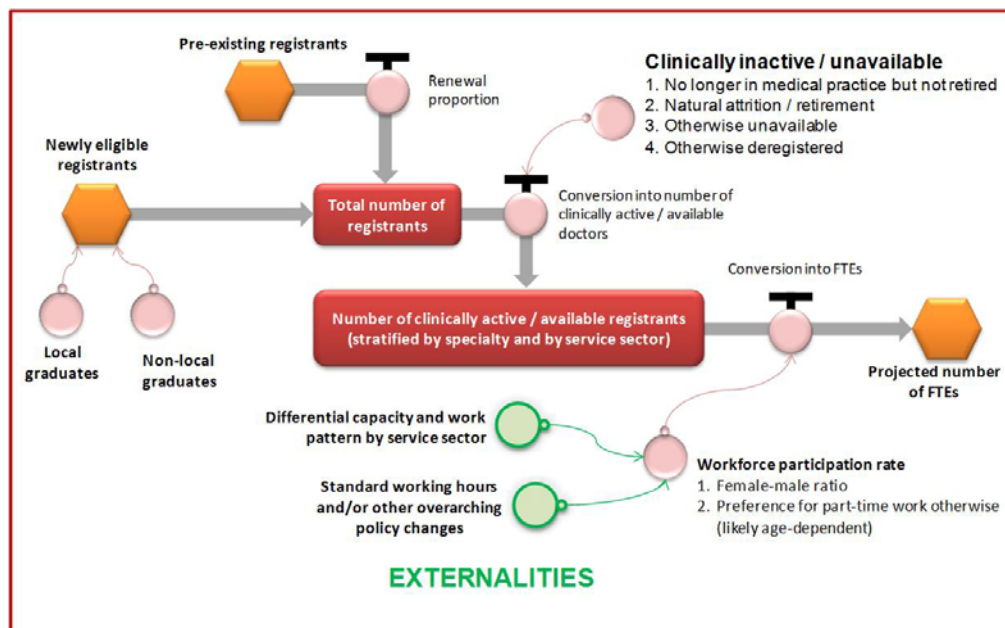 Pre-existing registrants
Renewal
proportion
Clinically inactive / unavailable
1. No longer in medical practice but not retired
2. Natural attrition / retirement
3. Otherwise unavailable
4. Otherwise deregistered
Newly eligible
registrants
Total number of
registrants
Conversion into number of
clinically active / available
doctors
Local
graduates
Non-local
graduates
Number of clinically active / available registrants
(stratified by specialty and by service sector)
Conversion into FTEs
Projected number
of FTEs
Differential capacity and work
pattern by service sector
Standard working hours
and/or other overarching
policy changes
Workforce participation rate
1. Female-male ratio
2. Preference for part-time work otherwise
(likely age-dependent)
EXTERNALITIES